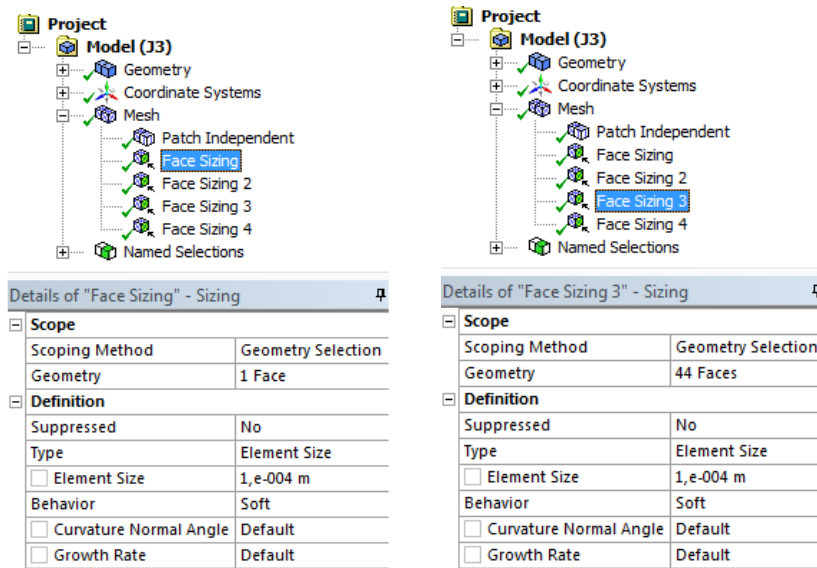 Project
Model (J3)
Geometry
Coordinate Systems
Mesh
Patch Independent
Face Sizing
Face Sizing 2
Face Sizing 3
Face Sizing 4
Named Selections
Details of "Face Sizing" - Sizing
Scope
Scoping Method Geometry Selection
Geometry 1 Face
Definition
Suppressed No
Type Element Size
Element Size 1,e-004 m
Behavior Soft
Curvature Normal Angle Default
Growth Rate Default
Project
Model (J3)
Geometry
Coordinate Systems
Mesh
Patch Independent
Face Sizing
Face Sizing 2
Face Sizing 3
Face Sizing 4
Named Selections
Details of "Face Sizing 3" - Sizing
Scope
Scoping Method Geometry Selection
Geometry 44 Faces
Definition
Suppressed No
Type Element Size
Element Size 1,e-004 m
Behavior Soft
Curvature Normal Angle Default
Growth Rate Default